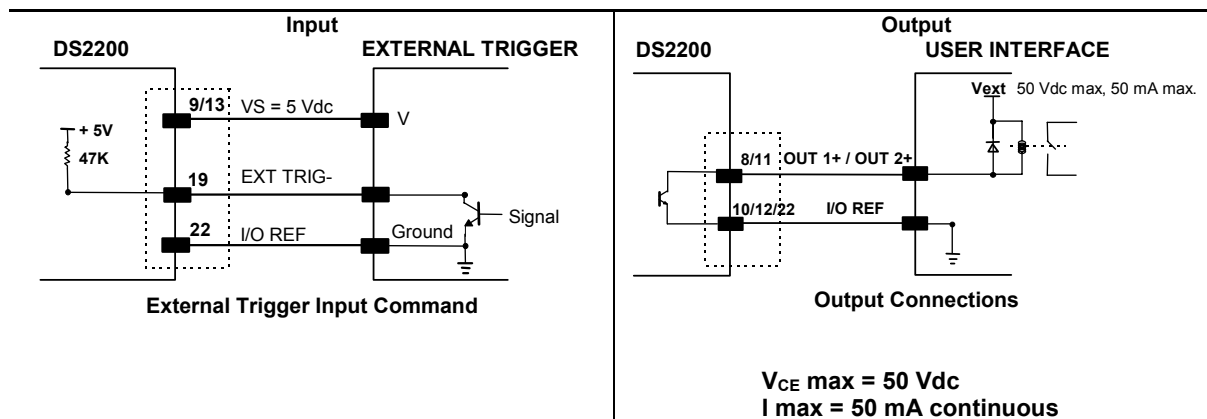 Input
DS2200
EXTERNAL TRIGGER
9/13
VS = 5 Vdc
V
+ 5V
47K
19
EXT TRIG-
Signal
22
I/O REF
Ground
External Trigger Input Command
Output
DS2200
USER INTERFACE
Vext 50 Vdc max, 50 mA max.
8/11
OUT 1+ / OUT 2+
10/12/22
I/O REF
Output Connections
VCE max = 50 Vdc
I max = 50 mA continuous